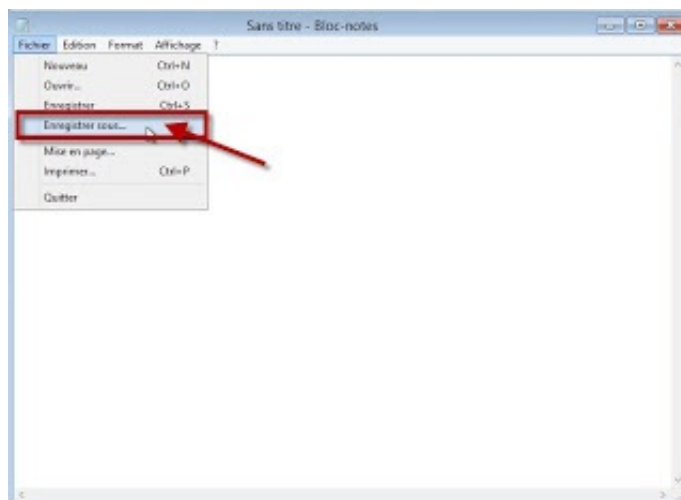 Sans titre - Bloc-notes
Fichier Edition Format Affichage ?
Nouveau Ctrl+N
Ouvrir... Ctrl+O
Enregistrer Ctrl+S
Enregistrer sous...
Mise en page...
Imprimer... Ctrl+P
Quitter